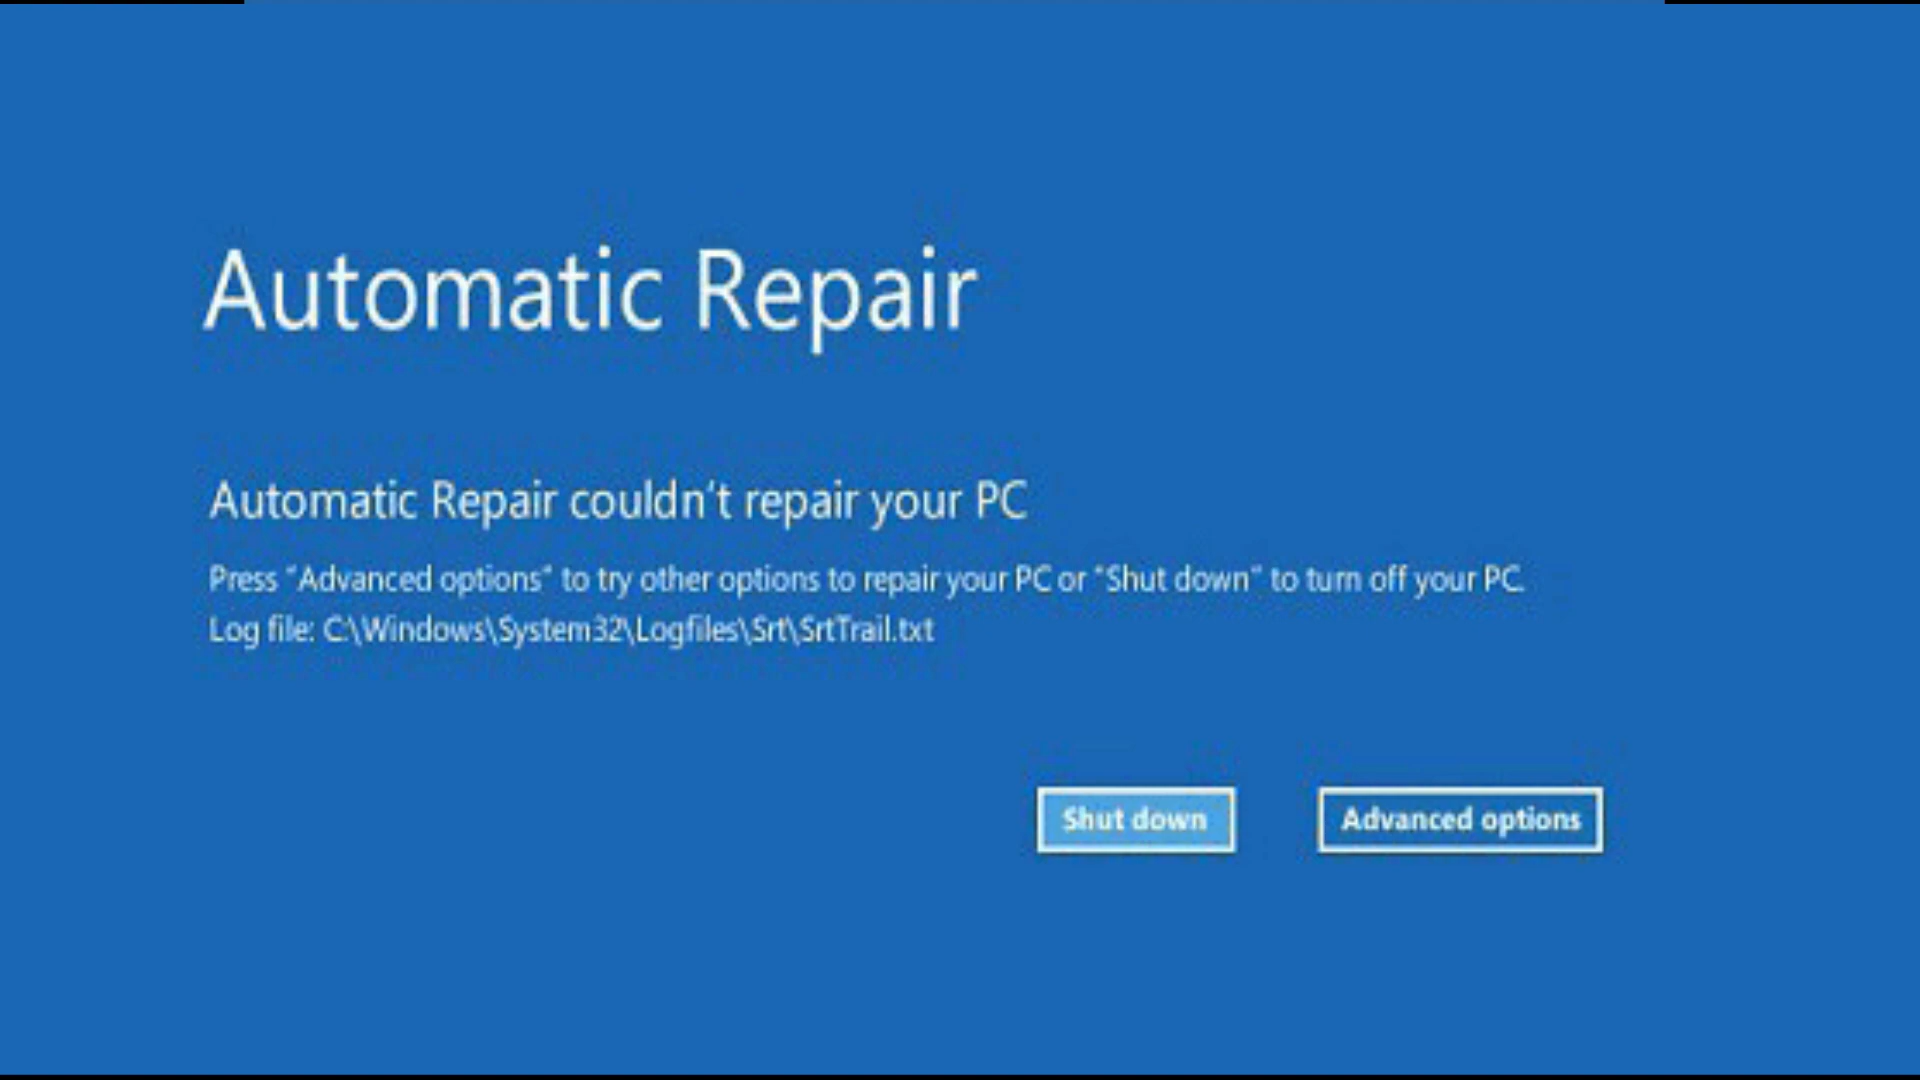 Automatic Repair
Automatic Repair couldn't repair your PC
Press "Advanced options" to try other options to repair your PC or "Shut down" to turn off your PC.
Log file: C:\Windows\System32\Logfiles\Srt\SrtTrail.txt
Shut down
Advanced options